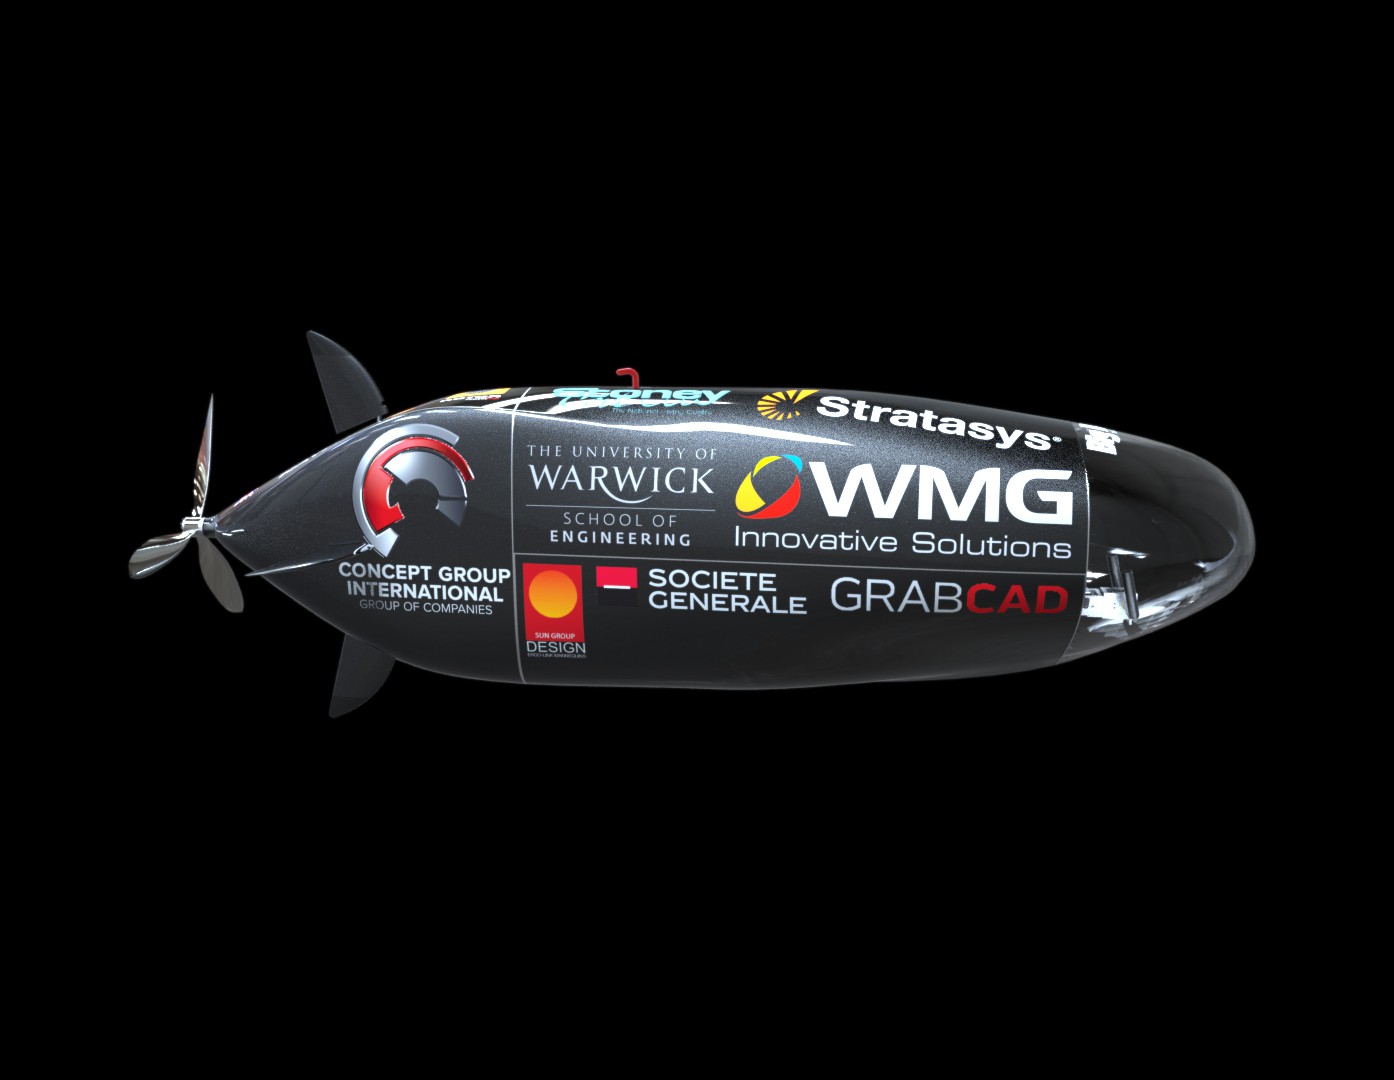 Stoney
Stratasys
THE UNIVERSITY OF
WARWICK
SCHOOL OF
ENGINEERING
WMG
Innovative Solutions
CONCEPT GROUP
INTERNATIONAL
GROUP OF COMPANIES
SUN GROUP
DESIGN
SOCIETE
GENERALE
GRABCAD